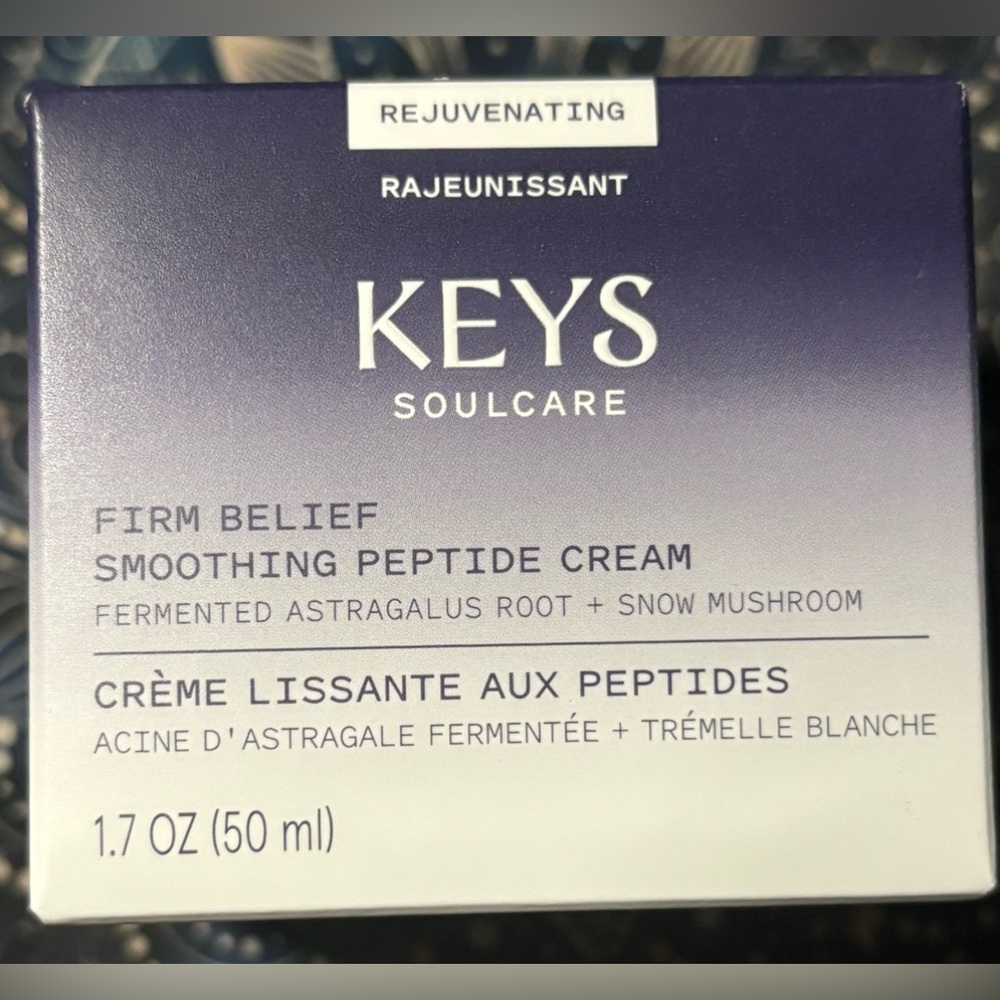 REJUVENATING
RAJEUNISSANT
KEYS
SOULCARE
FIRM BELIEF
SMOOTHING PEPTIDE CREAM
FERMENTED ASTRAGALUS ROOT + SNOW MUSHROOM
CRÈME LISSANTE AUX PEPTIDES
ACINE D'ASTRAGALE FERMENTÉE + TRÉMELLE BLANCHE
1.7 OZ (50 ml)